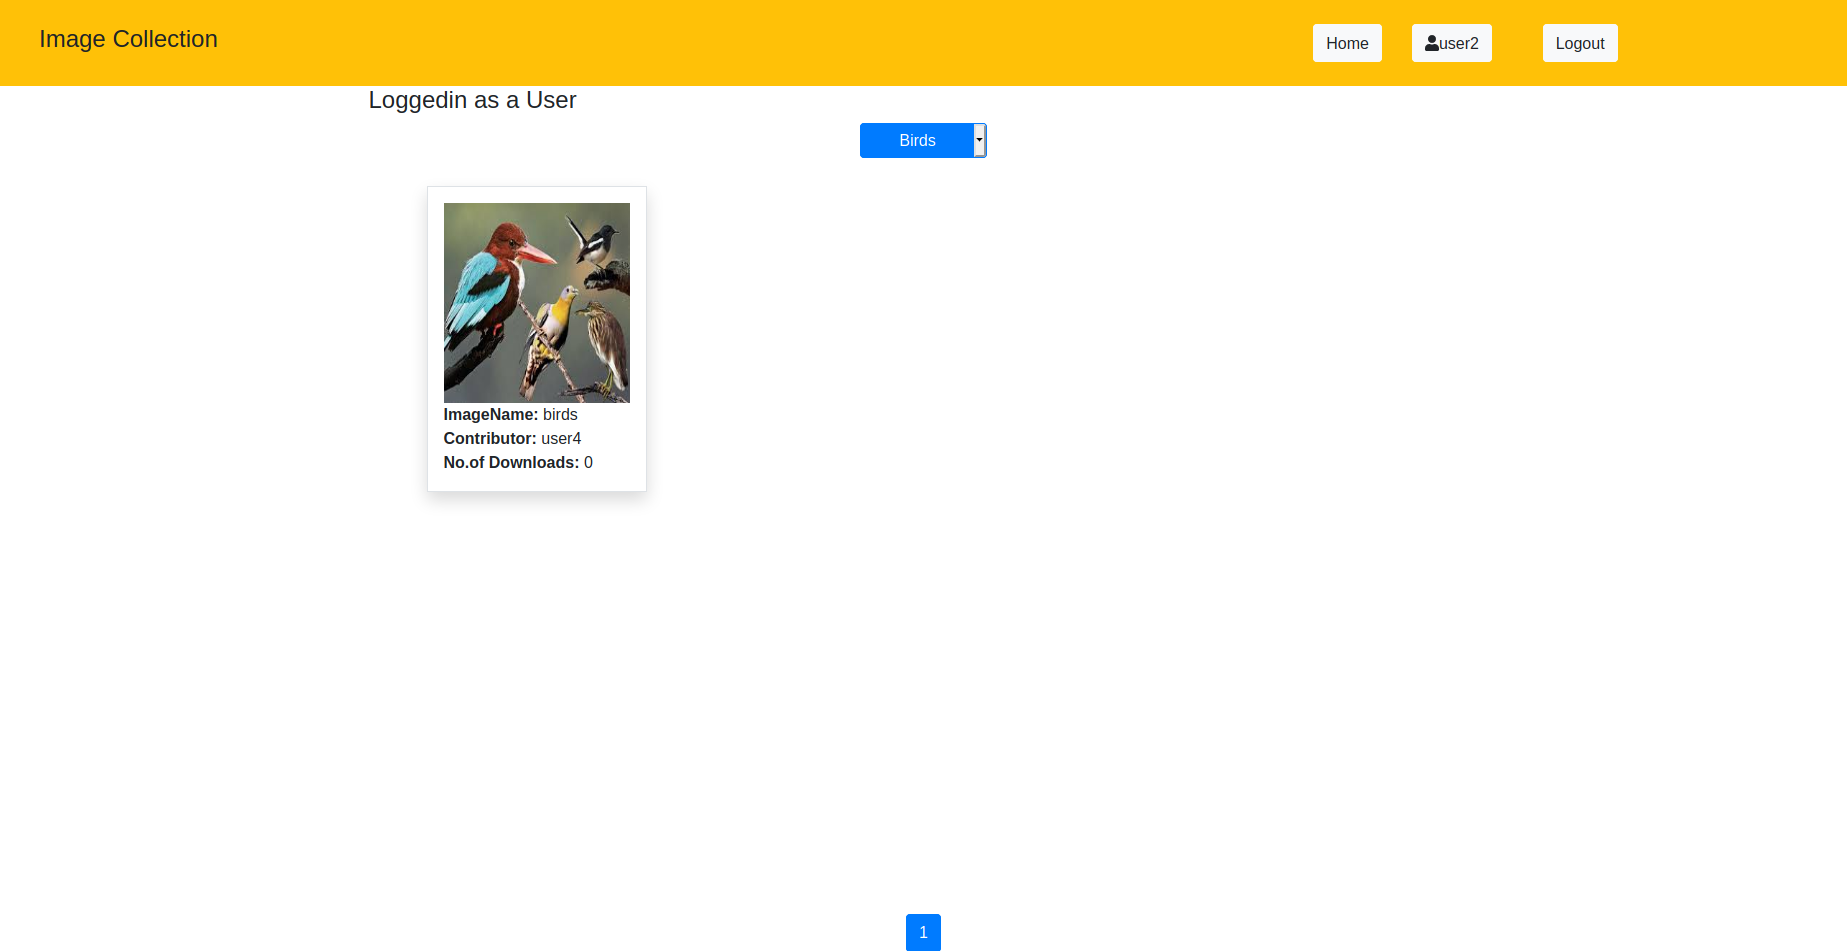 Image Collection
Home
user2
Logout
Loggedin as a User
Birds
ImageName: birds
Contributor: user4
No.of Downloads: 0
1